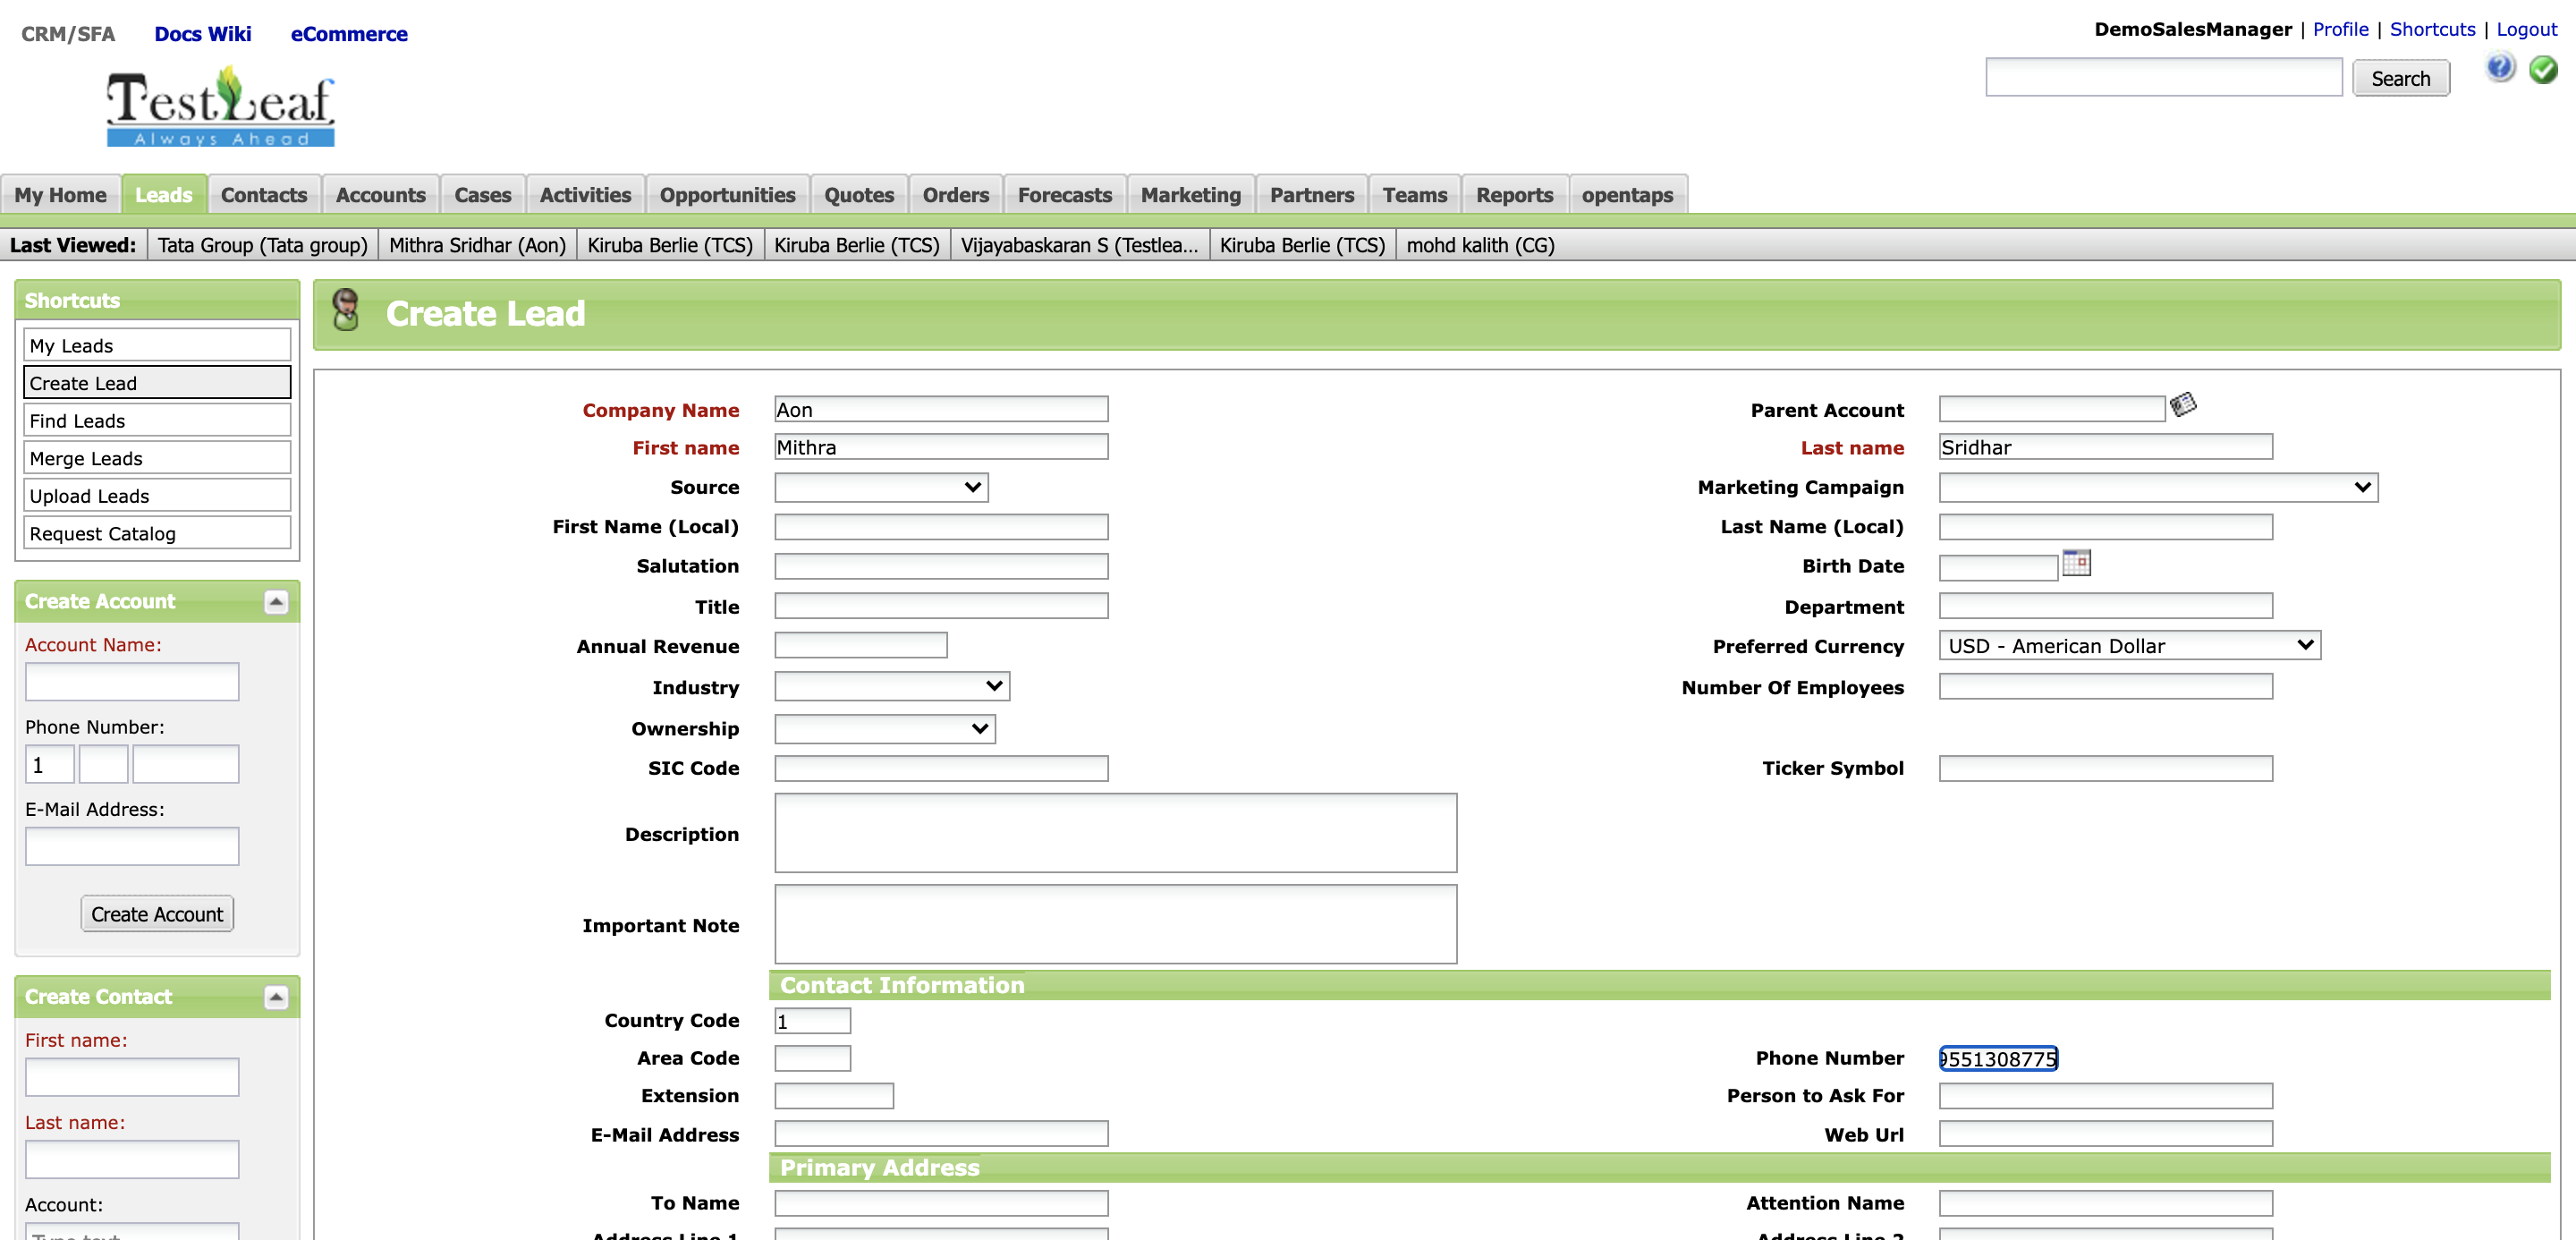 CRM/SFA Docs Wiki eCommerce
DemoSalesManager | Profile | Shortcuts | Logout
TestLeaf
Always Ahead
Search
My Home Leads Contacts Accounts Cases Activities Opportunities Quotes Orders Forecasts Marketing Partners Teams Reports opentaps
Last Viewed: Tata Group (Tata group) Mithra Sridhar (Aon) Kiruba Berlie (TCS) Kiruba Berlie (TCS) Vijayabaskaran S (Testlea... Kiruba Berlie (TCS) mohd kalith (CG)
Shortcuts
My Leads
Create Lead
Find Leads
Merge Leads
Upload Leads
Request Catalog
Create Account
Account Name:
Phone Number:
1
E-Mail Address:
Create Account
Create Contact
First name:
Last name:
Account:
Type text
Create Lead
Company Name Aon Parent Account
First name Mithra Last name Sridhar
Source Marketing Campaign
First Name (Local) Last Name (Local)
Salutation Birth Date
Title Department
Annual Revenue Preferred Currency USD - American Dollar
Industry Number Of Employees
Ownership
SIC Code Ticker Symbol
Description
Important Note
Contact Information
Country Code 1
Area Code Phone Number 9551308775
Extension Person to Ask For
E-Mail Address Web Url
Primary Address
To Name Attention Name
Address Line 1 Address Line 2